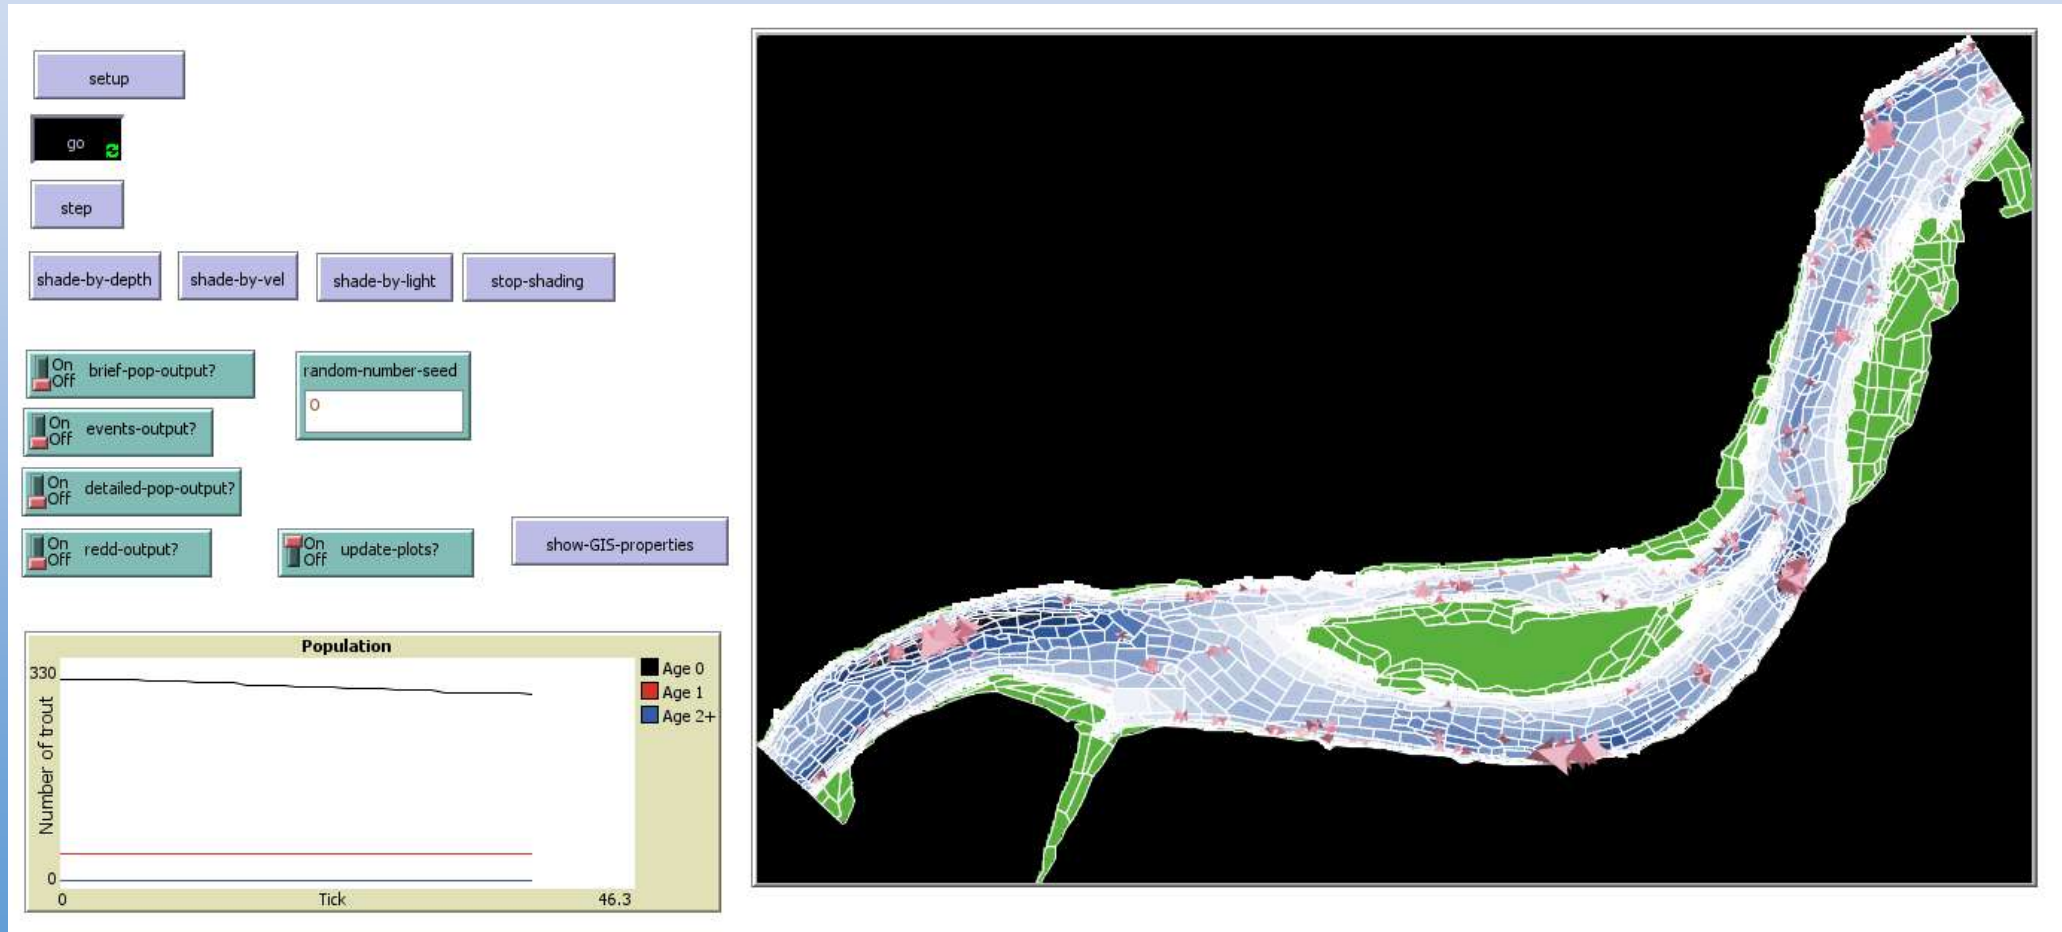 setup
go
step
shade-by-depth
shade-by-vel
shade-by-light
stop-shading
On
Off
brief-pop-output?
random-number-seed
0
On
Off
events-output?
On
Off
detailed-pop-output?
On
Off
redd-output?
On
Off
update-plots?
show-GIS-properties
Population
330
Number of trout
0
0
Tick
46.3
Age 0
Age 1
Age 2+